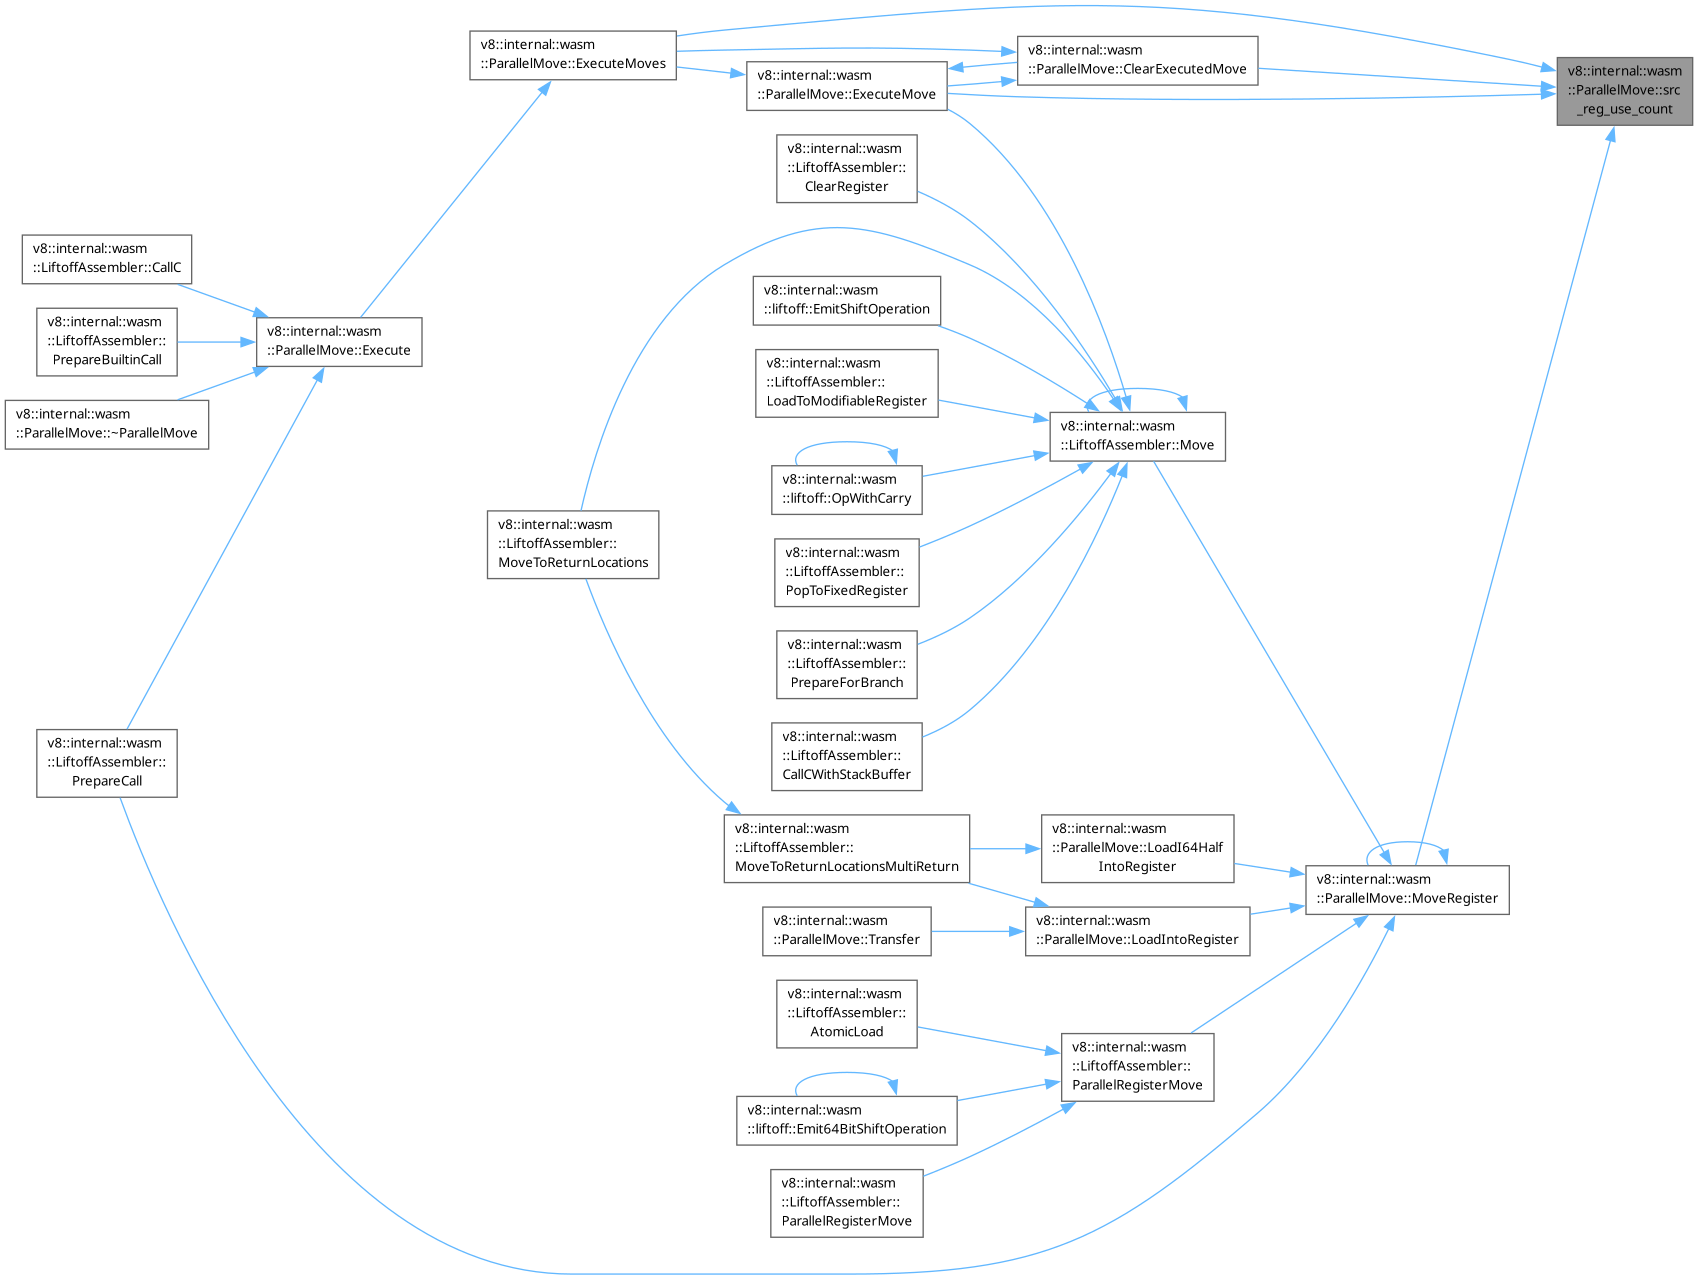 v8::internal::wasm
::ParallelMove::ExecuteMoves
v8::internal::wasm
::ParallelMove::ClearExecutedMove
v8::internal::wasm
::ParallelMove::src
_reg_use_count
v8::internal::wasm
::ParallelMove::ExecuteMove
v8::internal::wasm
::LiftoffAssembler::
ClearRegister
v8::internal::wasm
::LiftoffAssembler::CallC
v8::internal::wasm
::liftoff::EmitShiftOperation
v8::internal::wasm
::LiftoffAssembler::
PrepareBuiltinCall
v8::internal::wasm
::ParallelMove::Execute
v8::internal::wasm
::LiftoffAssembler::
LoadToModifiableRegister
v8::internal::wasm
::ParallelMove::~ParallelMove
v8::internal::wasm
::LiftoffAssembler::Move
v8::internal::wasm
::liftoff::OpWithCarry
v8::internal::wasm
::LiftoffAssembler::
MoveToReturnLocations
v8::internal::wasm
::LiftoffAssembler::
PopToFixedRegister
v8::internal::wasm
::LiftoffAssembler::
PrepareForBranch
v8::internal::wasm
::LiftoffAssembler::
PrepareCall
v8::internal::wasm
::LiftoffAssembler::
CallCWithStackBuffer
v8::internal::wasm
::LiftoffAssembler::
MoveToReturnLocationsMultiReturn
v8::internal::wasm
::ParallelMove::LoadI64Half
IntoRegister
v8::internal::wasm
::ParallelMove::MoveRegister
v8::internal::wasm
::ParallelMove::Transfer
v8::internal::wasm
::ParallelMove::LoadIntoRegister
v8::internal::wasm
::LiftoffAssembler::
AtomicLoad
v8::internal::wasm
::LiftoffAssembler::
ParallelRegisterMove
v8::internal::wasm
::liftoff::Emit64BitShiftOperation
v8::internal::wasm
::LiftoffAssembler::
ParallelRegisterMove